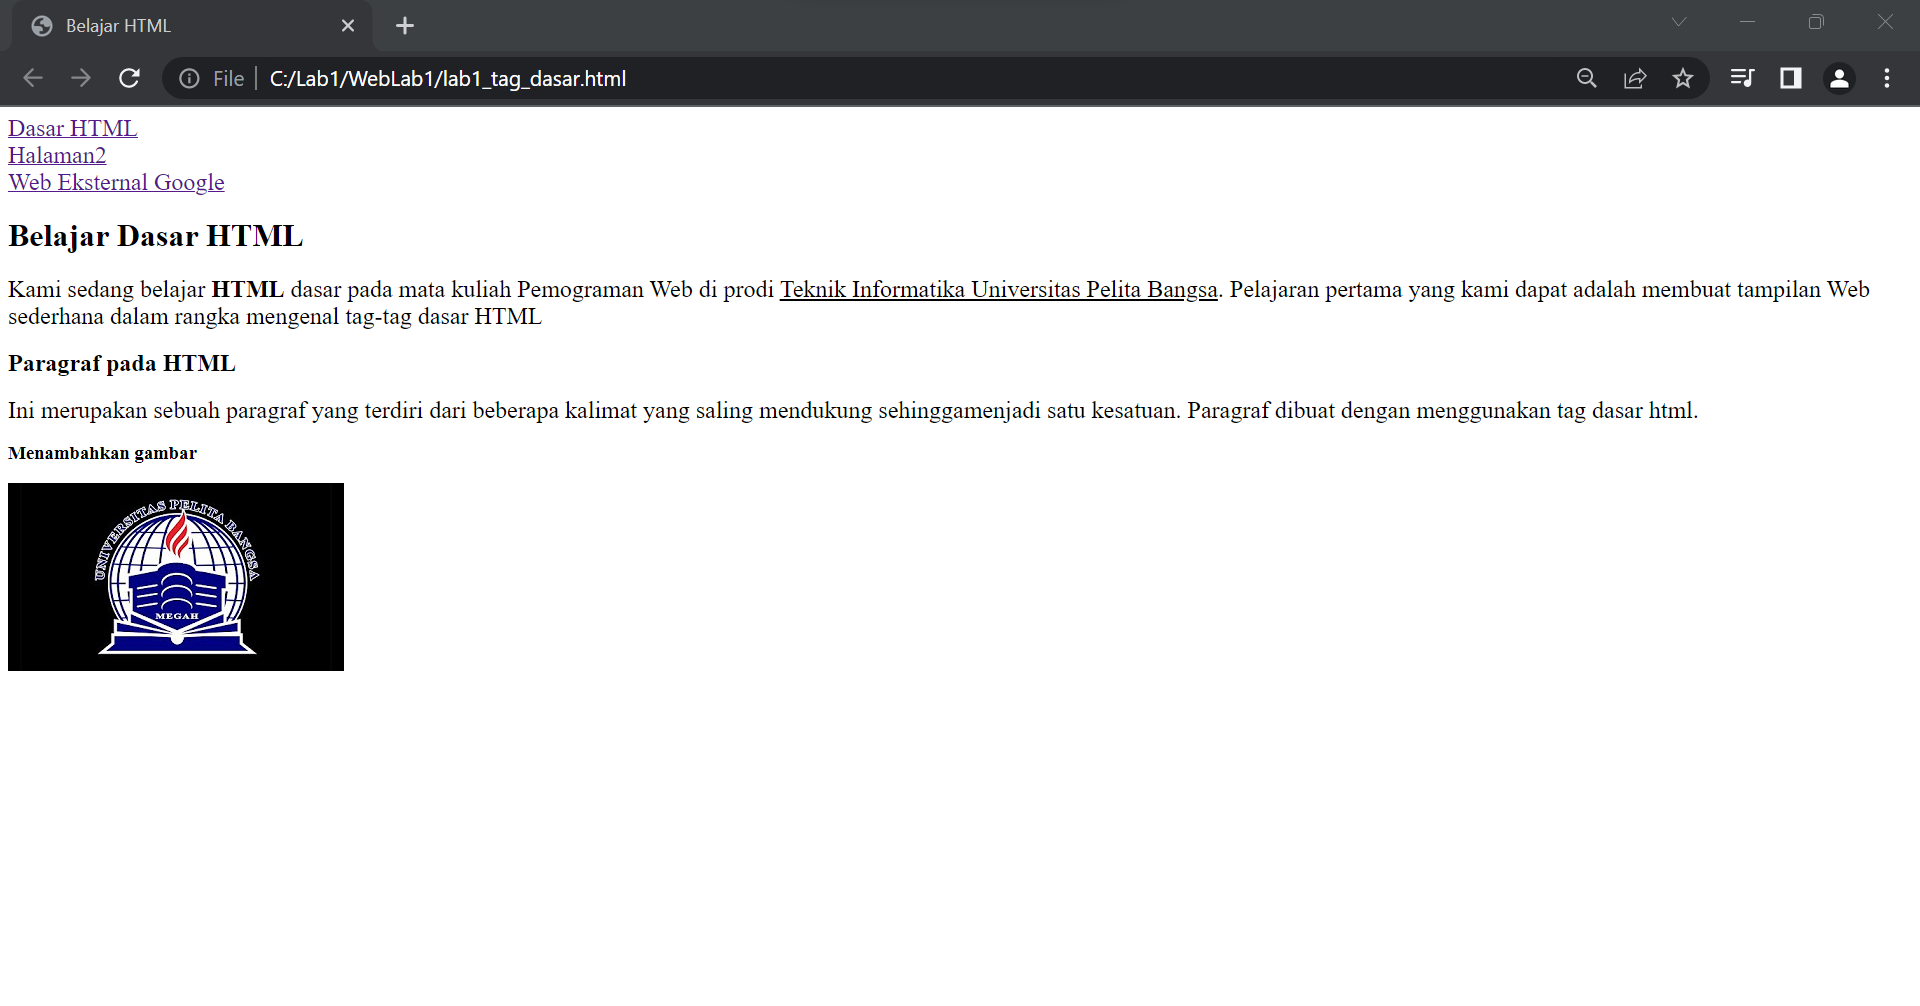 Belajar HTML
File
C:/Lab1/WebLab1/lab1_tag_dasar.html
Dasar HTML
Halaman2
Web Eksternal Google
Belajar Dasar HTML
Kami sedang belajar HTML dasar pada mata kuliah Pemograman Web di prodi Teknik Informatika Universitas Pelita Bangsa. Pelajaran pertama yang kami dapat adalah membuat tampilan Web
sederhana dalam rangka mengenal tag-tag dasar HTML
Paragraf pada HTML
Ini merupakan sebuah paragraf yang terdiri dari beberapa kalimat yang saling mendukung sehinggamenjadi satu kesatuan. Paragraf dibuat dengan menggunakan tag dasar html.
Menambahkan gambar
UNIVERSITAS PELITA BANGSA
MEGAH